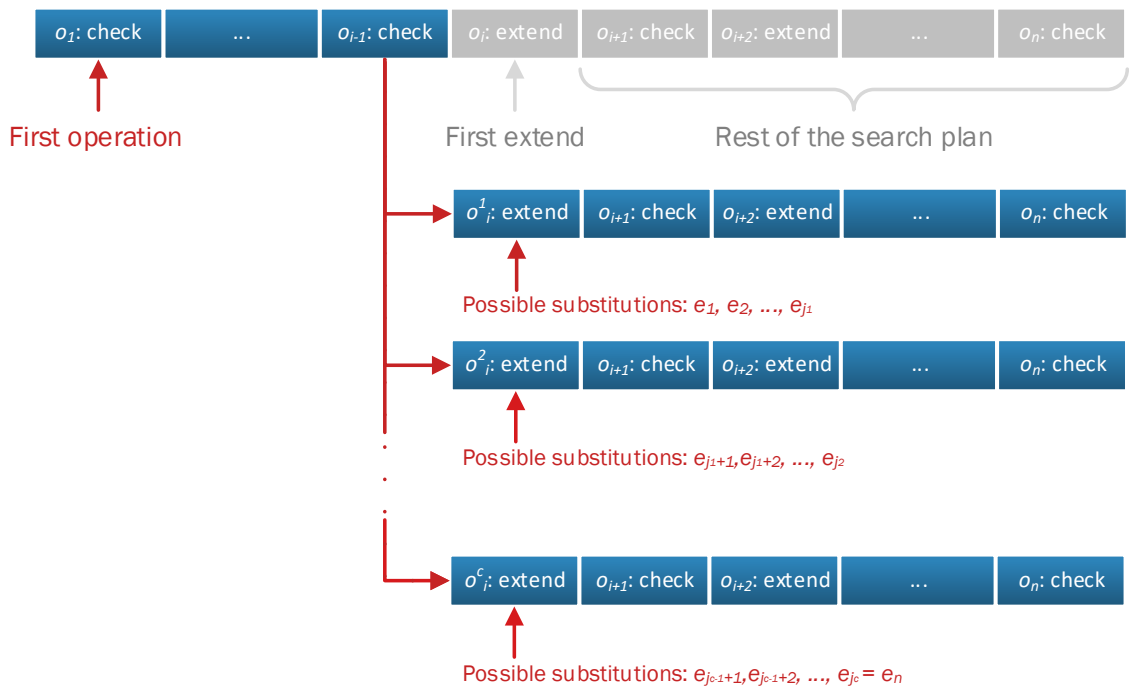 o1: check ... oi-1: check oi: extend oi+1: check oi+2: extend ... on: check
First operation First extend Rest of the search plan
o1i: extend oi+1: check oi+2: extend ... on: check
Possible substitutions: e1, e2, ..., ej1
o2i: extend oi+1: check oi+2: extend ... on: check
Possible substitutions: ej1+1,ej1+2, ..., ej2
oci: extend oi+1: check oi+2: extend ... on: check
Possible substitutions: ejc-1+1,ejc-1+2, ..., ejc = en